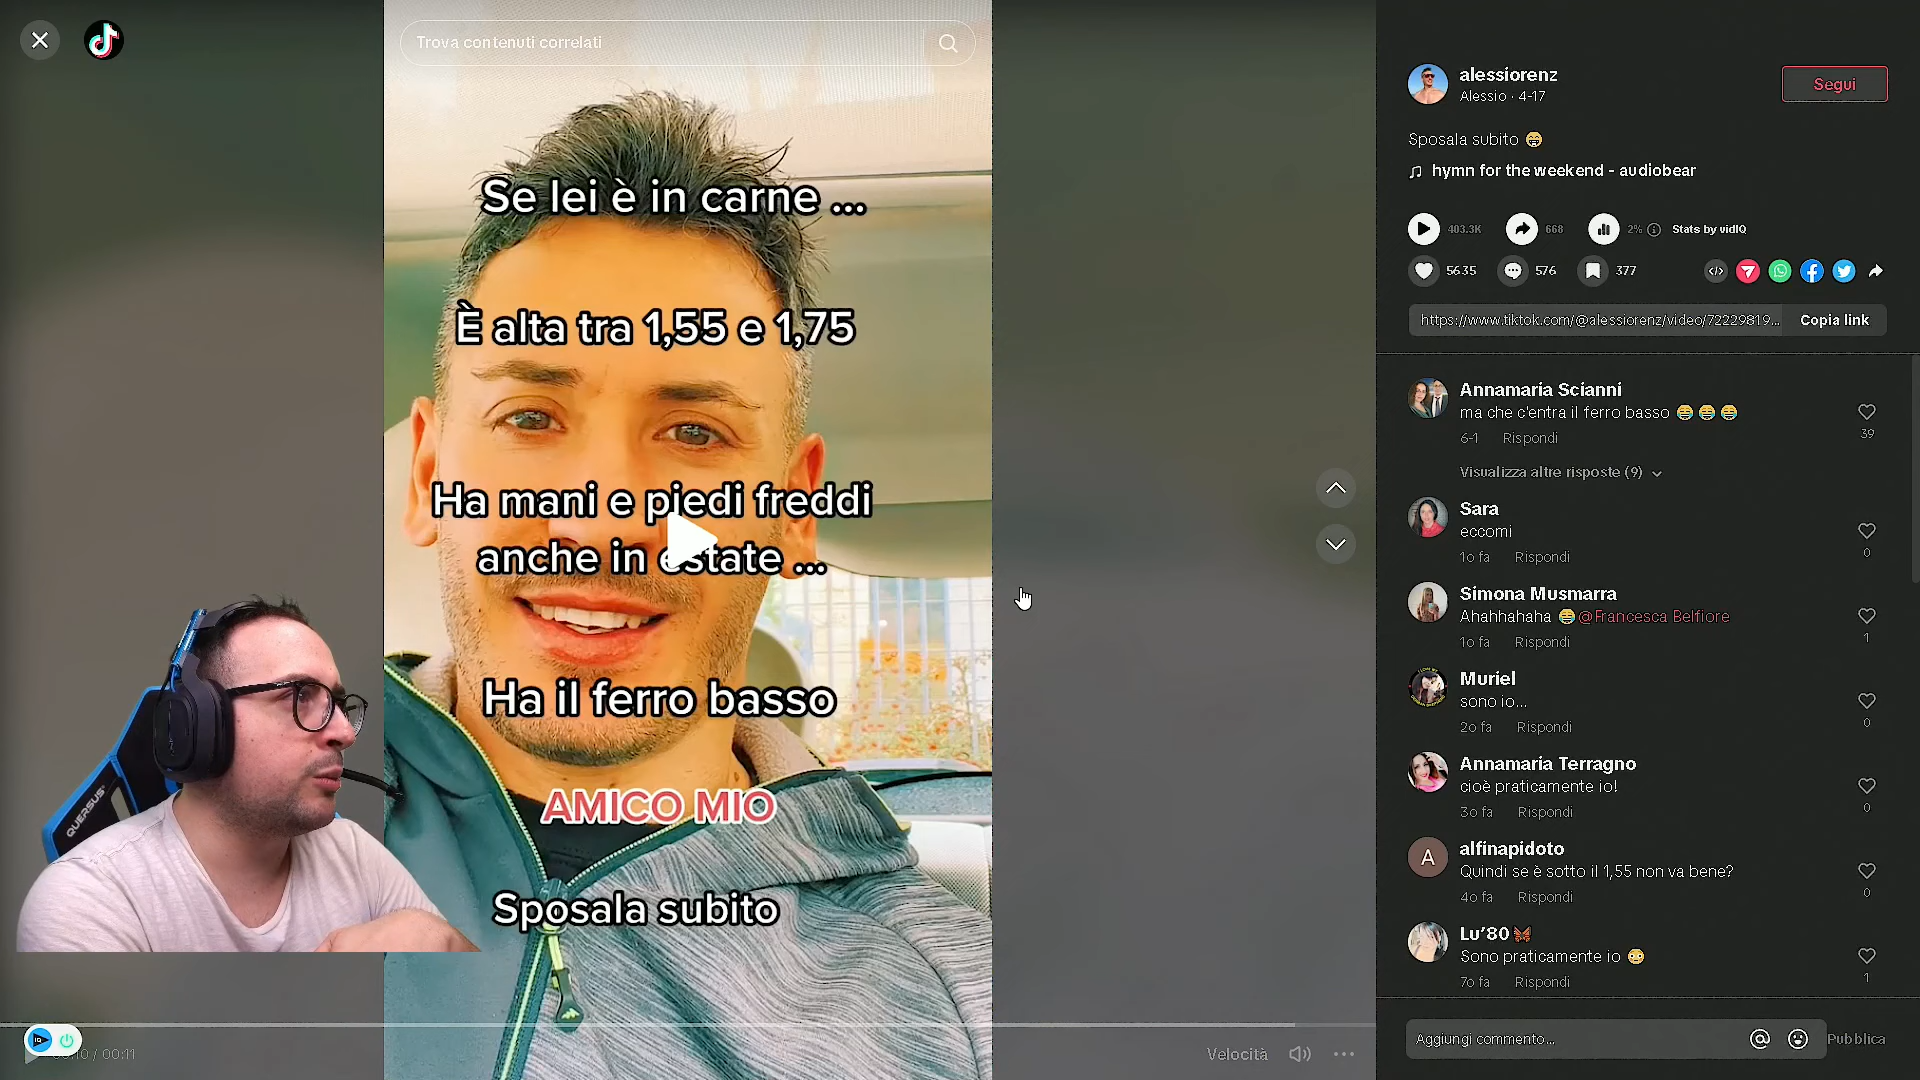 Trova contenuti correlati
Se lei è in carne ...
È alta tra 1,55 e 1,75
Ha mani e piedi freddi
anche in estate ...
Ha il ferro basso
AMICO MIO
Sposala subito
QUERSUS
00:10 / 00:11
Velocità
alessiorenz
Alessio · 4-17
Segui
Sposala subito 😁
hymn for the weekend - audiobear
403.3K
668
2%
Stats by vidIQ
5635
576
377
https://www.tiktok.com/@alessiorenz/video/72229819...
Copia link
Annamaria Scianni
ma che c'entra il ferro basso 😂😂😂
39
6-1 Rispondi
Visualizza altre risposte (9)
Sara
eccomi
0
1o fa Rispondi
Simona Musmarra
Ahahhahaha 😂@Francesca Belfiore
1
1o fa Rispondi
Muriel
sono io...
0
2o fa Rispondi
Annamaria Terragno
cioè praticamente io!
0
3o fa Rispondi
A
alfinapidoto
Quindi se è sotto il 1,55 non va bene?
0
4o fa Rispondi
Lu'80🦋
Sono praticamente io 😳
1
7o fa Rispondi
Aggiungi commento...
Pubblica